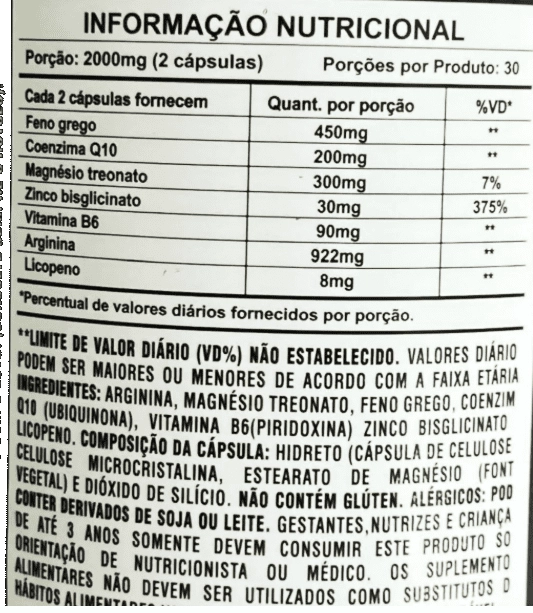 INFORMAÇÃO NUTRICIONAL
Porção: 2000mg (2 cápsulas) Porções por Produto: 30
Cada 2 cápsulas fornecem Quant. por porção %VD*
Feno grego 450mg **
Coenzima Q10 200mg **
Magnésio treonato 300mg 7%
Zinco bisglicinato 30mg 375%
Vitamina B6 90mg **
Arginina 922mg **
Licopeno 8mg **
*Percentual de valores diários fornecidos por porção.
**LIMITE DE VALOR DIÁRIO (VD%) NÃO ESTABELECIDO. VALORES DIÁRIO
PODEM SER MAIORES OU MENORES DE ACORDO COM A FAIXA ETÁRIA
INGREDIENTES: ARGININA, MAGNÉSIO TREONATO, FENO GREGO, COENZIM
Q10 (UBIQUINONA), VITAMINA B6(PIRIDOXINA) ZINCO BISGLICINATO
LICOPENO. COMPOSIÇÃO DA CÁPSULA: HIDRETO (CÁPSULA DE CELULOSE
CELULOSE MICROCRISTALINA, ESTEARATO DE MAGNÉSIO (FONT
VEGETAL) E DIÓXIDO DE SILÍCIO. NÃO CONTÉM GLÚTEN. ALÉRGICOS: POD
CONTER DERIVADOS DE SOJA OU LEITE. GESTANTES,NUTRIZES E CRIANÇA
DE ATÉ 3 ANOS SOMENTE DEVEM CONSUMIR ESTE PRODUTO SO
ORIENTAÇÃO DE NUTRICIONISTA OU MÉDICO. OS SUPLEMENTO
ALIMENTARES NÃO DEVEM SER UTILIZADOS COMO SUBSTITUTOS D
HÁBITOS